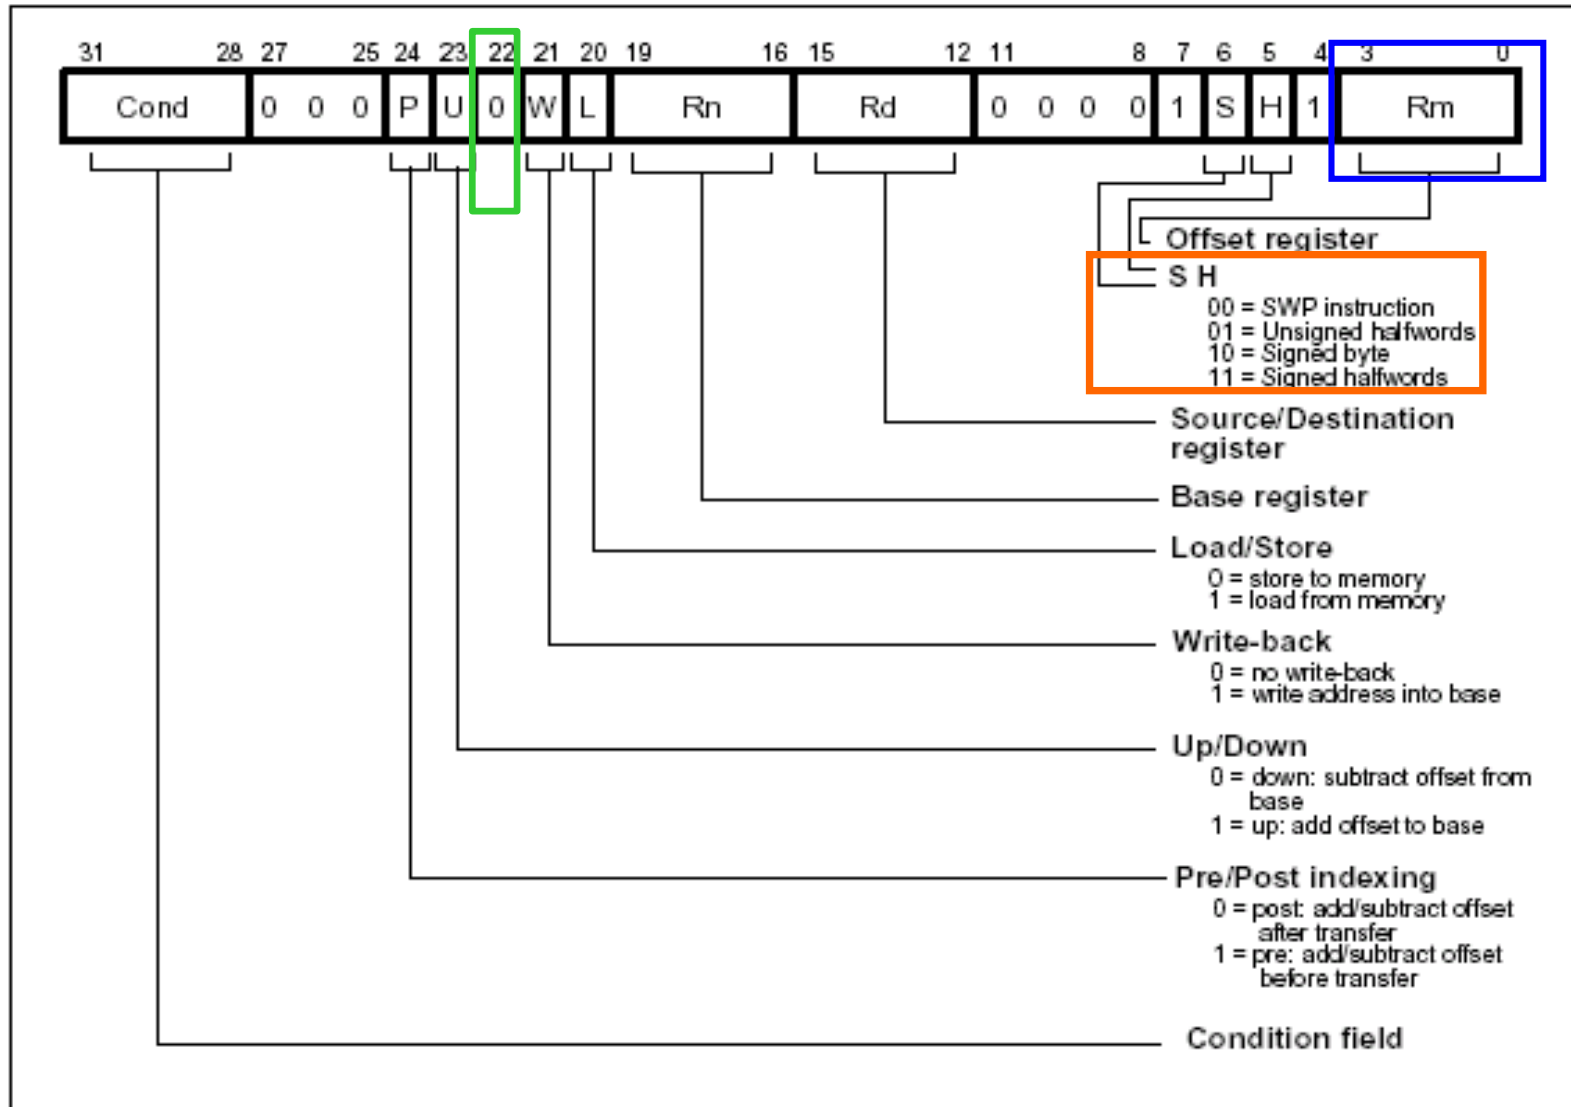 31 28 27 25 24 23 22 21 20 19 16 15 12 11 8 7 6 5 4 3 0
Cond 0 0 0 P U 0 W L Rn Rd 0 0 0 0 1 S H 1 Rm
Offset register
S H
00 = SWP instruction
01 = Unsigned halfwords
10 = Signed byte
11 = Signed halfwords
Source/Destination
register
Base register
Load/Store
0 = store to memory
1 = load from memory
Write-back
0 = no write-back
1 = write address into base
Up/Down
0 = down: subtract offset from
base
1 = up: add offset to base
Pre/Post indexing
0 = post: add/subtract offset
after transfer
1 = pre: add/subtract offset
before transfer
Condition field